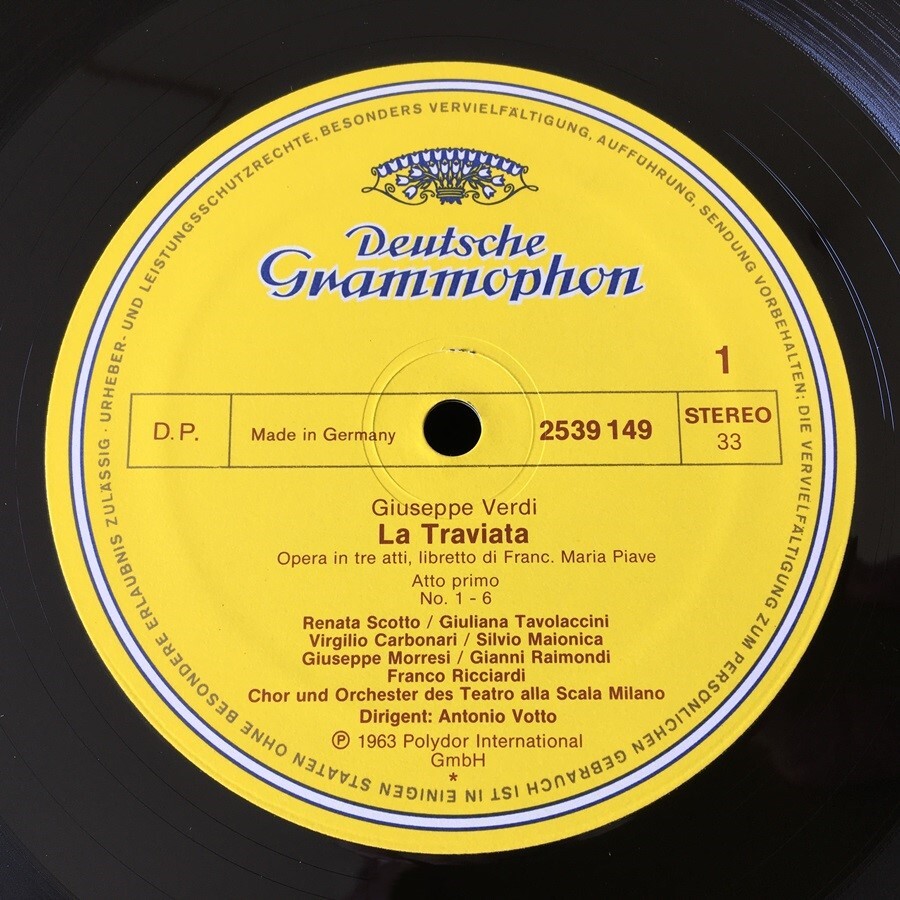 URHEBER- UND LEISTUNGSSCHUTZRECHTE, BESONDERS VERVIELFÄLTIGUNG, AUFFÜHRUNG, SENDUNG VORBEHALTEN; DIE VERVIELFÄLTIGUNG ZUM PERSÖNLICHEN GEBRAUCH IST IN EINIGEN STAATEN OHNE BESONDERE ERLAUBNIS ZULÄSSIG ·
Deutsche
Grammophon
1
D.P.
Made in Germany
2539 149
STEREO
33
Giuseppe Verdi
La Traviata
Opera in tre atti, libretto di Franc. Maria Piave
Atto primo
No. 1 - 6
Renata Scotto / Giuliana Tavolaccini
Virgilio Carbonari / Silvio Maionica
Giuseppe Morresi / Gianni Raimondi
Franco Ricciardi
Chor und Orchester des Teatro alla Scala Milano
Dirigent: Antonio Votto
℗ 1963 Polydor International
GmbH
*